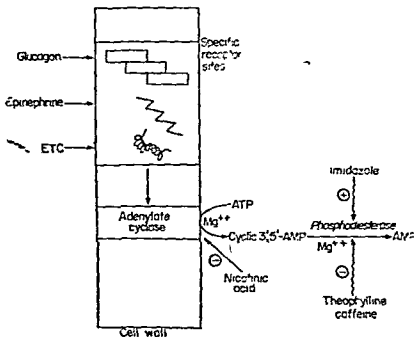 Specific
receptor
sites
Glucagon
Epinephrine
ETC
Imidazole
+
ATP
Adenylate
cyclase
Mg++
Phosphodiesterase
Cyclic 3',5'-AMP
AMP
Mg++
−
−
Nicotinic
acid
Theophylline
caffeine
Cell wall